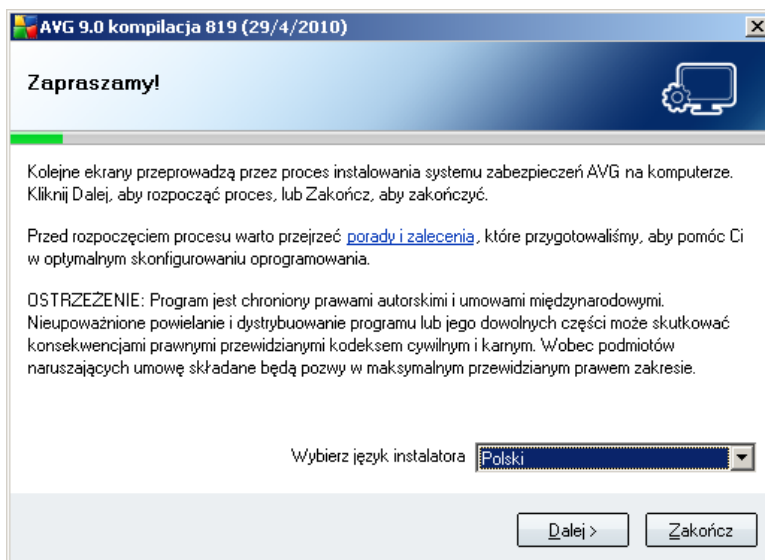 AVG 9.0 kompilacja 819 (29/4/2010)
Zapraszamy!
Kolejne ekrany przeprowadzą przez proces instalowania systemu zabezpieczeń AVG na komputerze.
Kliknij Dalej, aby rozpocząć proces, lub Zakończ, aby zakończyć.
Przed rozpoczęciem procesu warto przejrzeć porady i zalecenia, które przygotowaliśmy, aby pomóc Ci
w optymalnym skonfigurowaniu oprogramowania.
OSTRZEŻENIE: Program jest chroniony prawami autorskimi i umowami międzynarodowymi.
Nieupoważnione powielanie i dystrybuowanie programu lub jego dowolnych części może skutkować
konsekwencjami prawnymi przewidzianymi kodeksem cywilnym i karnym. Wobec podmiotów
naruszających umowę składane będą pozwy w maksymalnym przewidzianym prawem zakresie.
Wybierz język instalatora Polski
Dalej > Zakończ